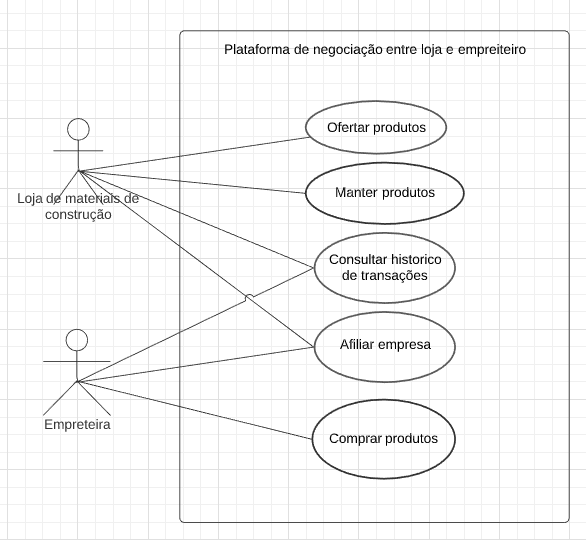 Plataforma de negociação entre loja e empreiteiro
Ofertar produtos
Manter produtos
Loja de materiais de
construção
Consultar historico
de transações
Afiliar empresa
Empreteira
Comprar produtos